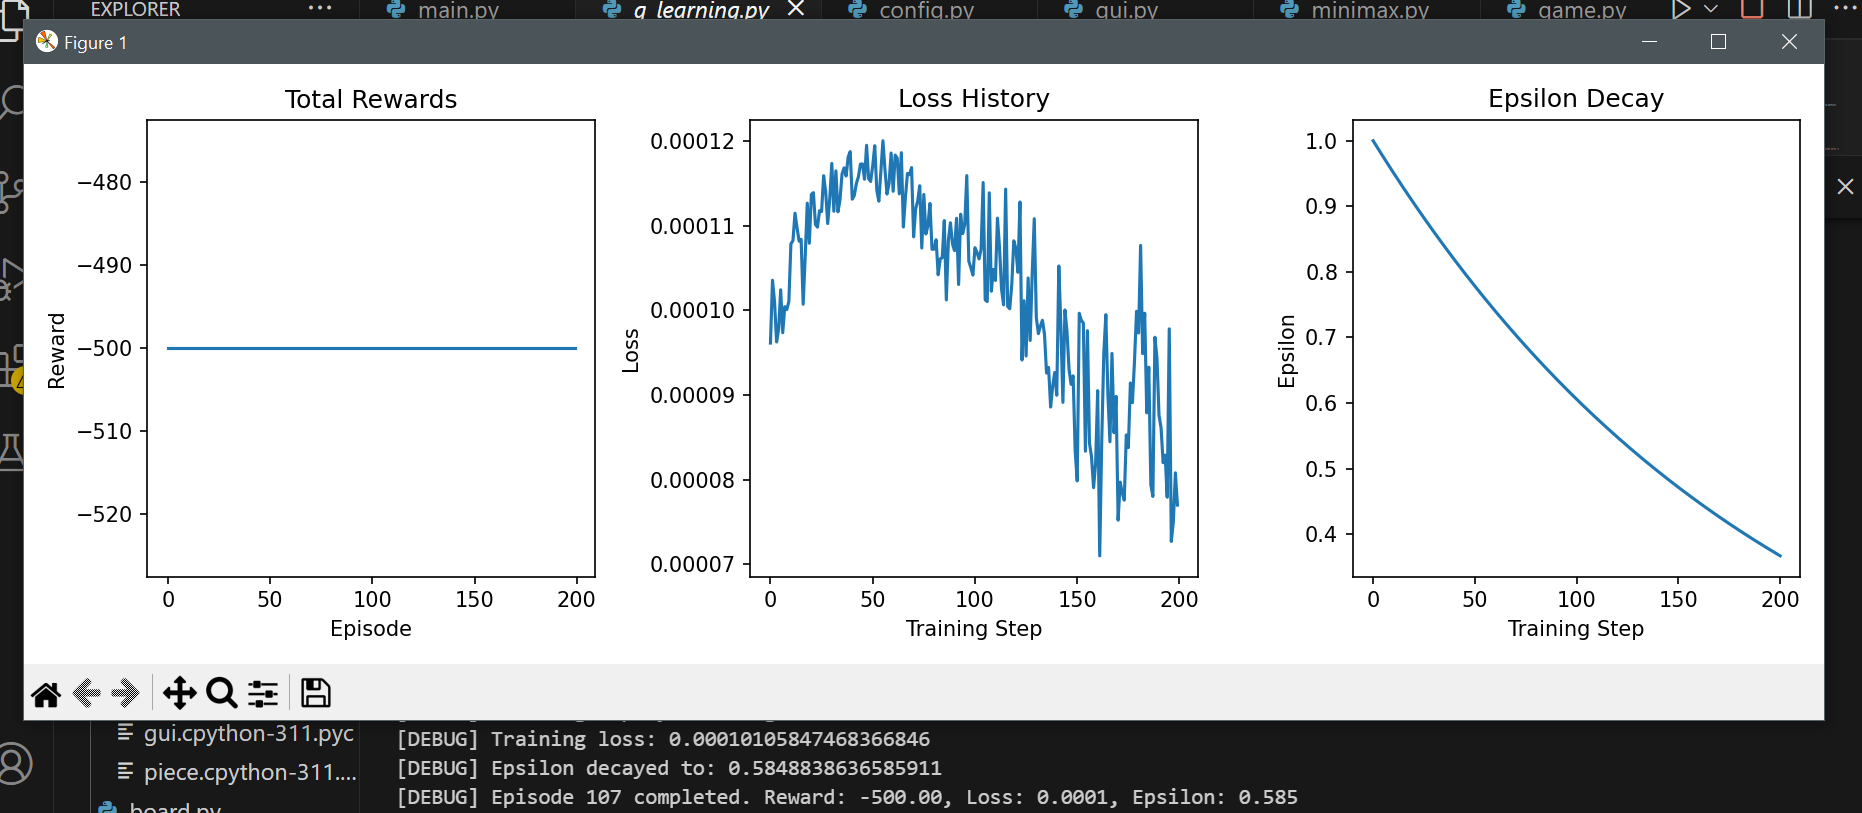 EXPLORER ... main.py q_learning.py config.py gui.py minimax.py game.py
Figure 1
Total Rewards
Reward
−480
−490
−500
−510
−520
0 50 100 150 200
Episode
Loss History
Loss
0.00012
0.00011
0.00010
0.00009
0.00008
0.00007
0 50 100 150 200
Training Step
Epsilon Decay
Epsilon
1.0
0.9
0.8
0.7
0.6
0.5
0.4
0 50 100 150 200
Training Step
gui.cpython-311.pyc
piece.cpython-311....
board.py
[DEBUG] Training loss: 0.00010105847468366846
[DEBUG] Epsilon decayed to: 0.5848838636585911
[DEBUG] Episode 107 completed. Reward: -500.00, Loss: 0.0001, Epsilon: 0.585